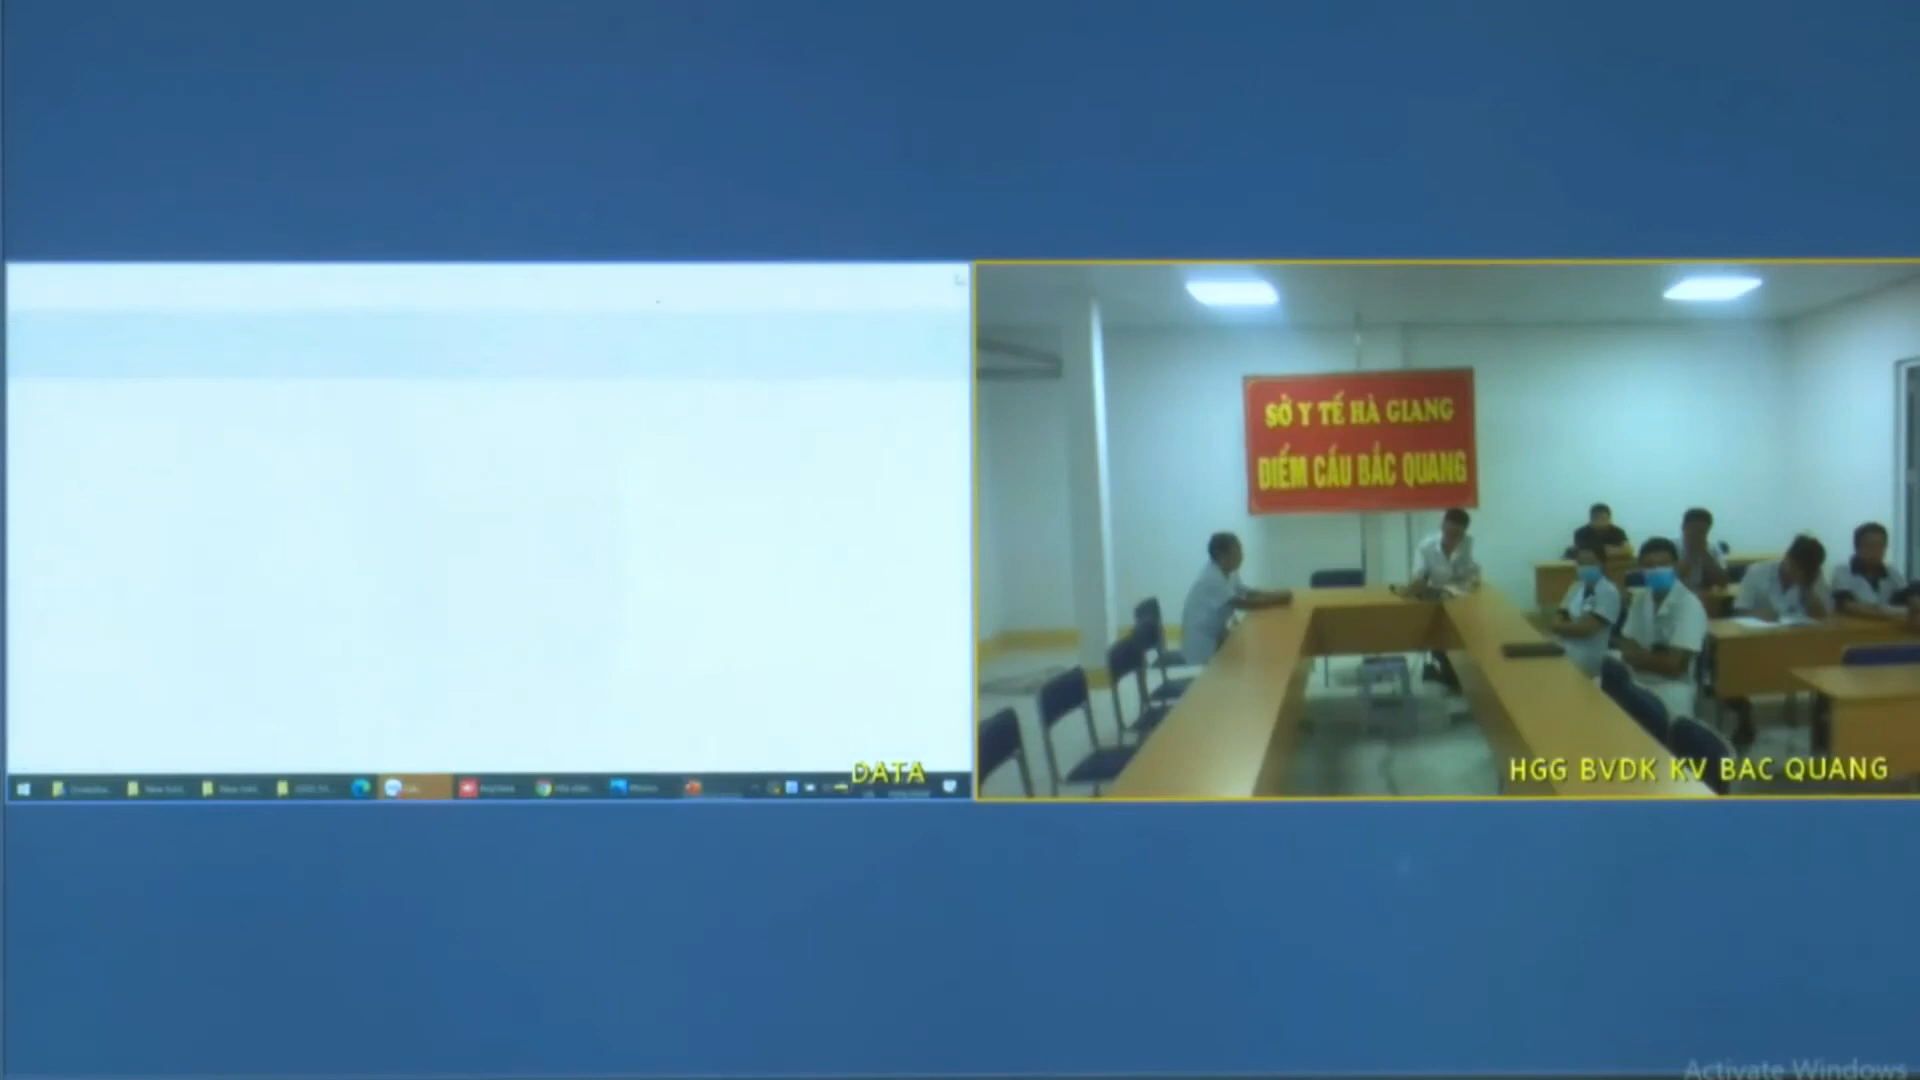 SỞ Y TẾ HÀ GIANG
ĐIỂM CẦU BẮC QUANG
DATA
HGG BVDK KV BAC QUANG
Activate Windows